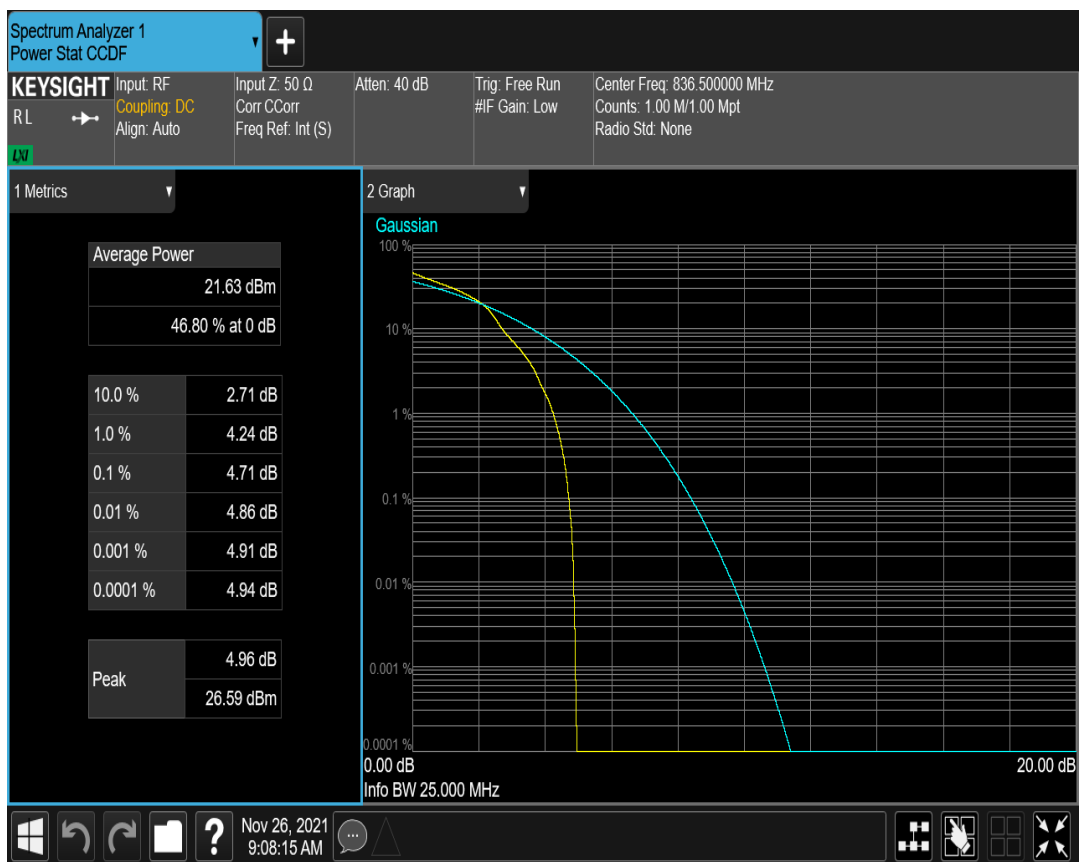 Spectrum Analyzer 1
Power Stat CCDF
KEYSIGHT
RL
LXI
Input: RF
Coupling: DC
Align: Auto
Input Z: 50 Ω
Corr CCorr
Freq Ref: Int (S)
Atten: 40 dB
Trig: Free Run
#IF Gain: Low
Center Freq: 836.500000 MHz
Counts: 1.00 M/1.00 Mpt
Radio Std: None
1 Metrics
Average Power
21.63 dBm
46.80 % at 0 dB
10.0 % 2.71 dB
1.0 % 4.24 dB
0.1 % 4.71 dB
0.01 % 4.86 dB
0.001 % 4.91 dB
0.0001 % 4.94 dB
Peak
4.96 dB
26.59 dBm
2 Graph
Gaussian
100 %
10 %
1 %
0.1 %
0.01 %
0.001 %
0.0001 %
0.00 dB 20.00 dB
Info BW 25.000 MHz
?
Nov 26, 2021
9:08:15 AM